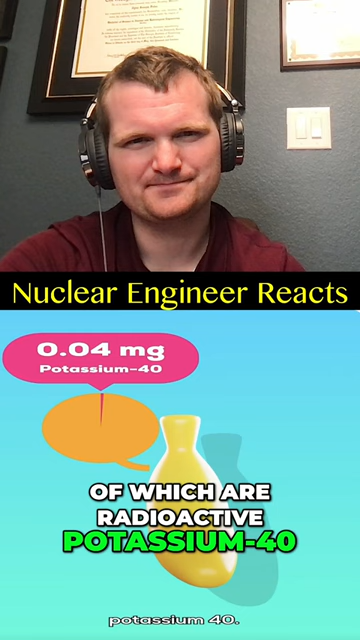 Nuclear Engineer Reacts
0.04 mg
Potassium-40
OF WHICH ARE
RADIOACTIVE
POTASSIUM-40
potassium 40.